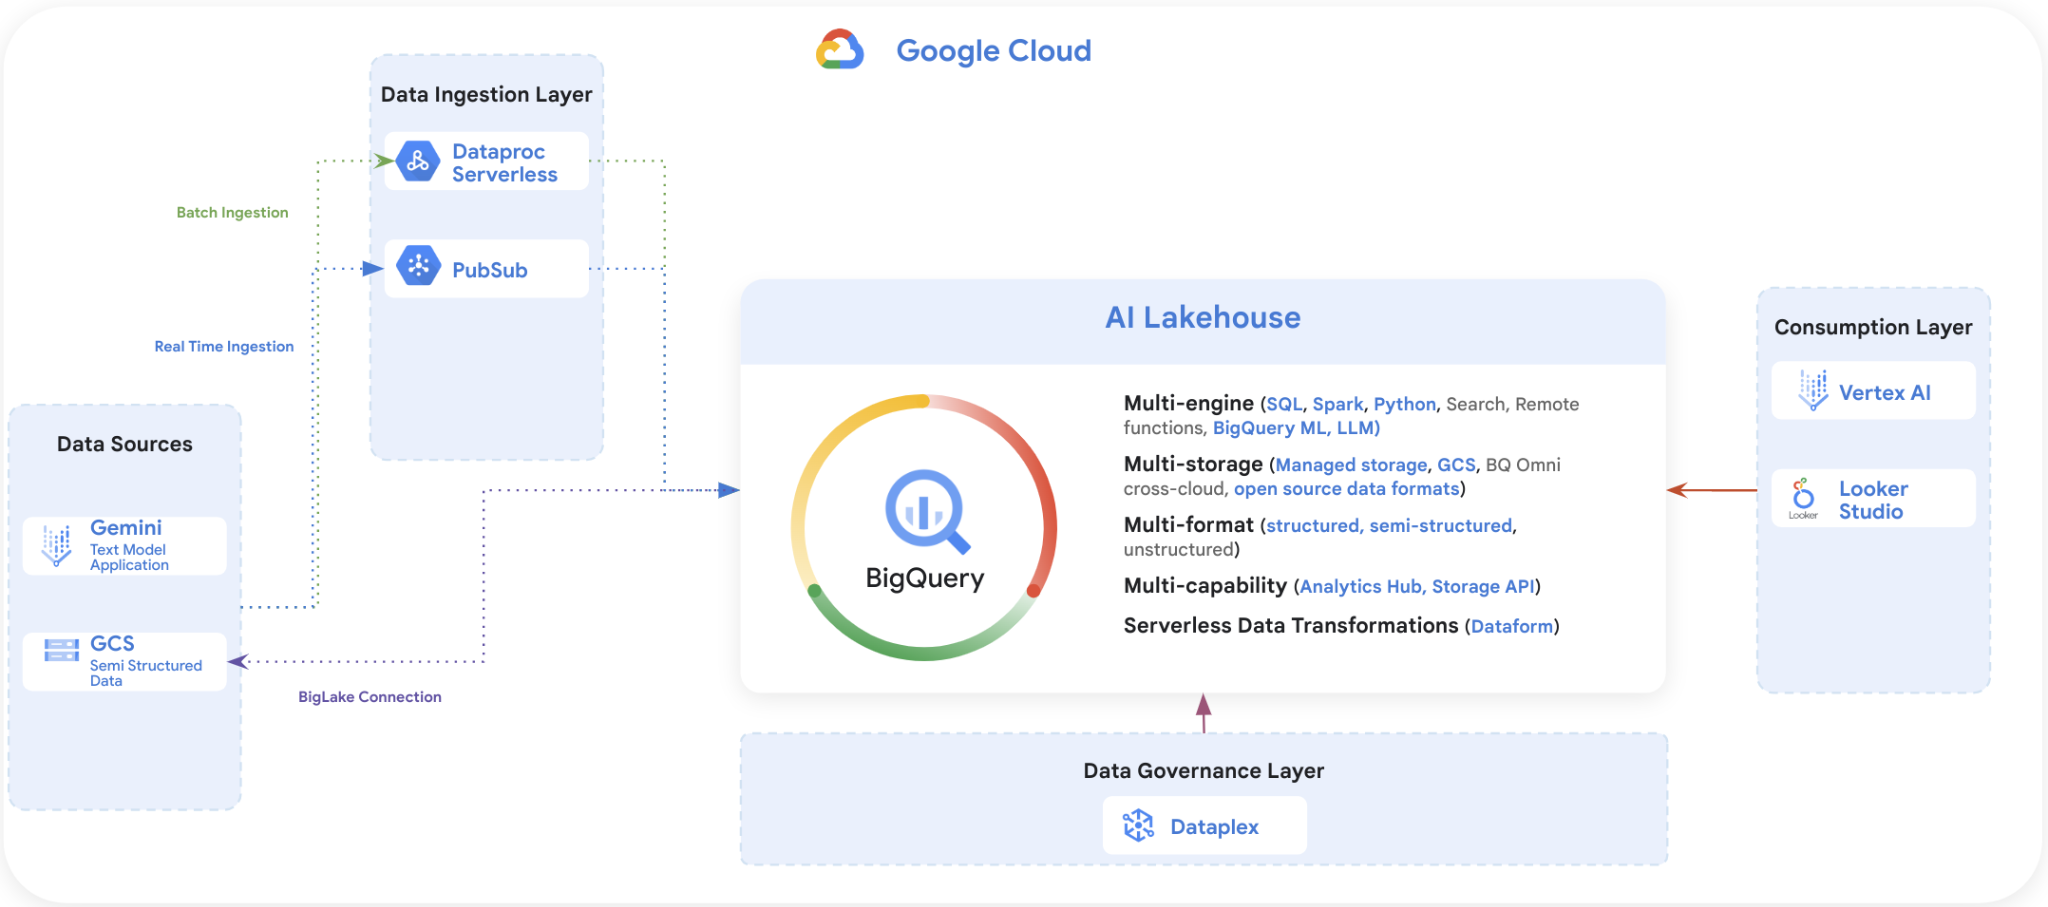 Google Cloud
Data Ingestion Layer
Dataproc
Serverless
PubSub
Batch Ingestion
Real Time Ingestion
Data Sources
Gemini
Text Model
Application
GCS
Semi Structured
Data
BigLake Connection
AI Lakehouse
BigQuery
Multi-engine (SQL, Spark, Python, Search, Remote
functions, BigQuery ML, LLM)
Multi-storage (Managed storage, GCS, BQ Omni
cross-cloud, open source data formats)
Multi-format (structured, semi-structured,
unstructured)
Multi-capability (Analytics Hub, Storage API)
Serverless Data Transformations (Dataform)
Consumption Layer
Vertex AI
Looker
Looker
Studio
Data Governance Layer
Dataplex